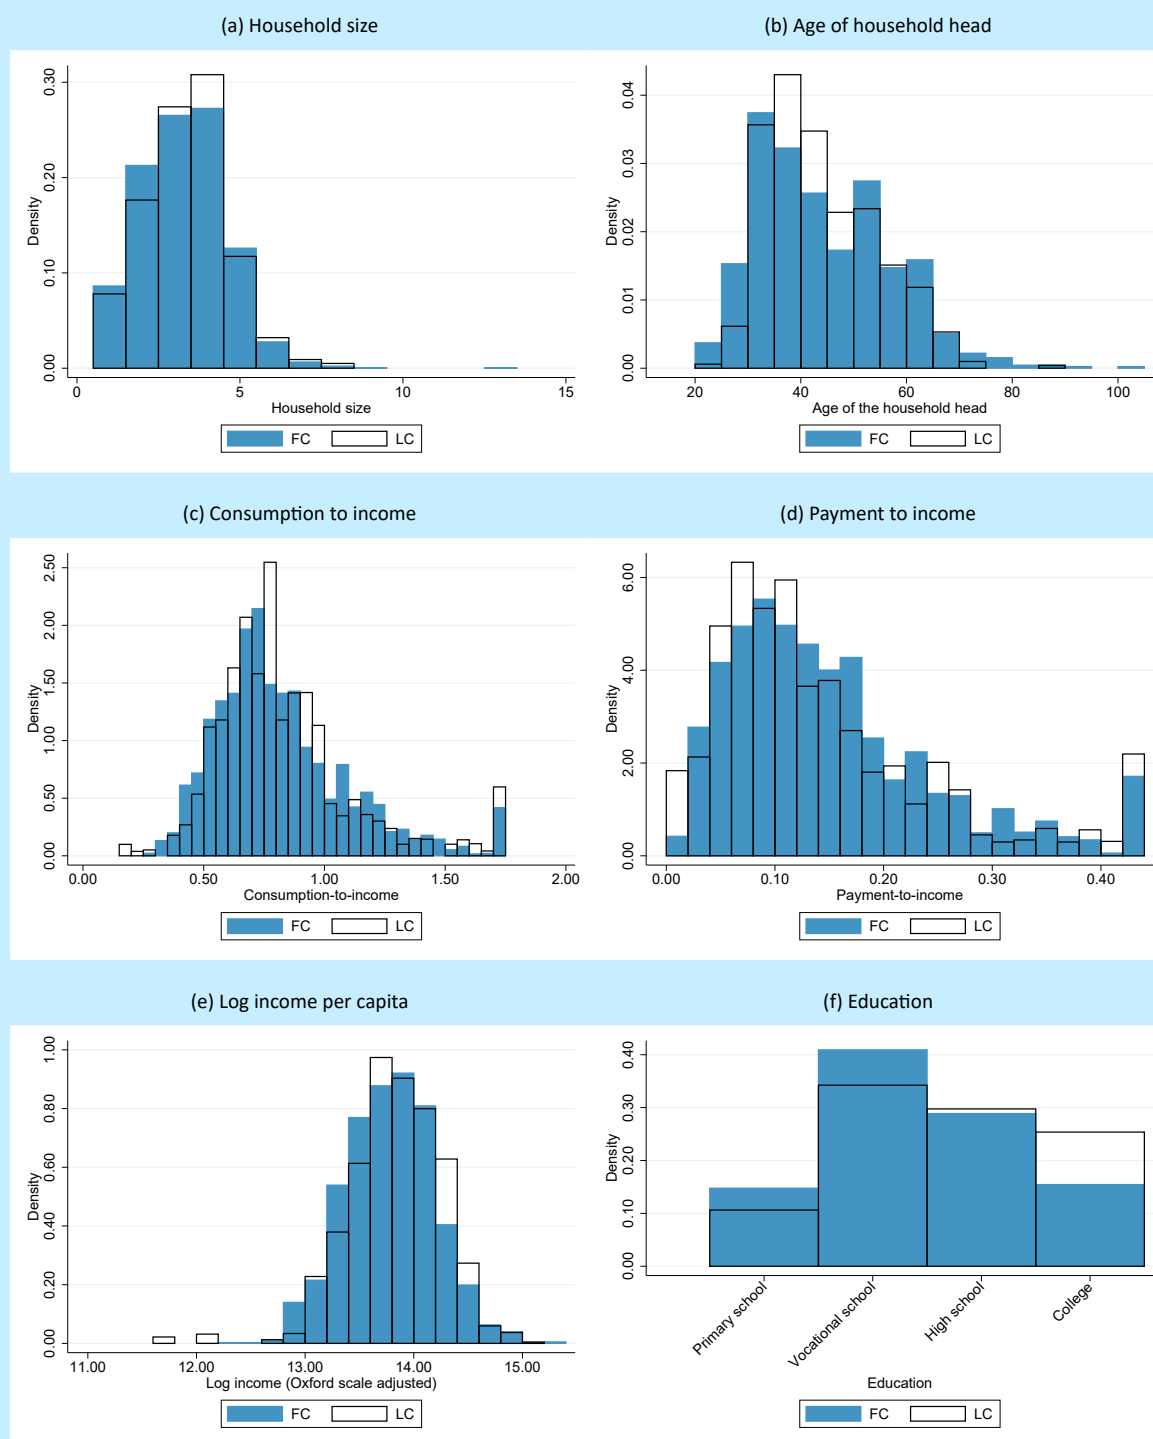 (a) Household size
(b) Age of household head
0.30
0.20
0.10
0.00
Density
0
5
10
15
Household size
FC
LC
0.04
0.03
0.02
0.01
0.00
Density
20
40
60
80
100
Age of the household head
FC
LC
(c) Consumption to income
(d) Payment to income
2.50
2.00
1.50
1.00
0.50
0.00
Density
0.00
0.50
1.00
1.50
2.00
Consumption-to-income
FC
LC
6.00
4.00
2.00
0.00
Density
0.00
0.10
0.20
0.30
0.40
Payment-to-income
FC
LC
(e) Log income per capita
(f) Education
1.00
0.80
0.60
0.40
0.20
0.00
Density
11.00
12.00
13.00
14.00
15.00
Log income (Oxford scale adjusted)
FC
LC
0.40
0.30
0.20
0.10
0.00
Density
Primary school
Vocational school
High school
College
Education
FC
LC